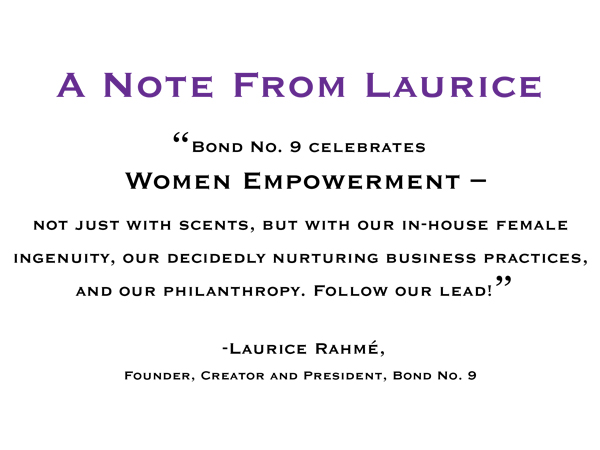 A Note From Laurice
“Bond No. 9 celebrates
Women Empowerment –
not just with scents, but with our in-house female
ingenuity, our decidedly nurturing business practices,
and our philanthropy. Follow our lead!”
-Laurice Rahmé,
Founder, Creator and President, Bond No. 9